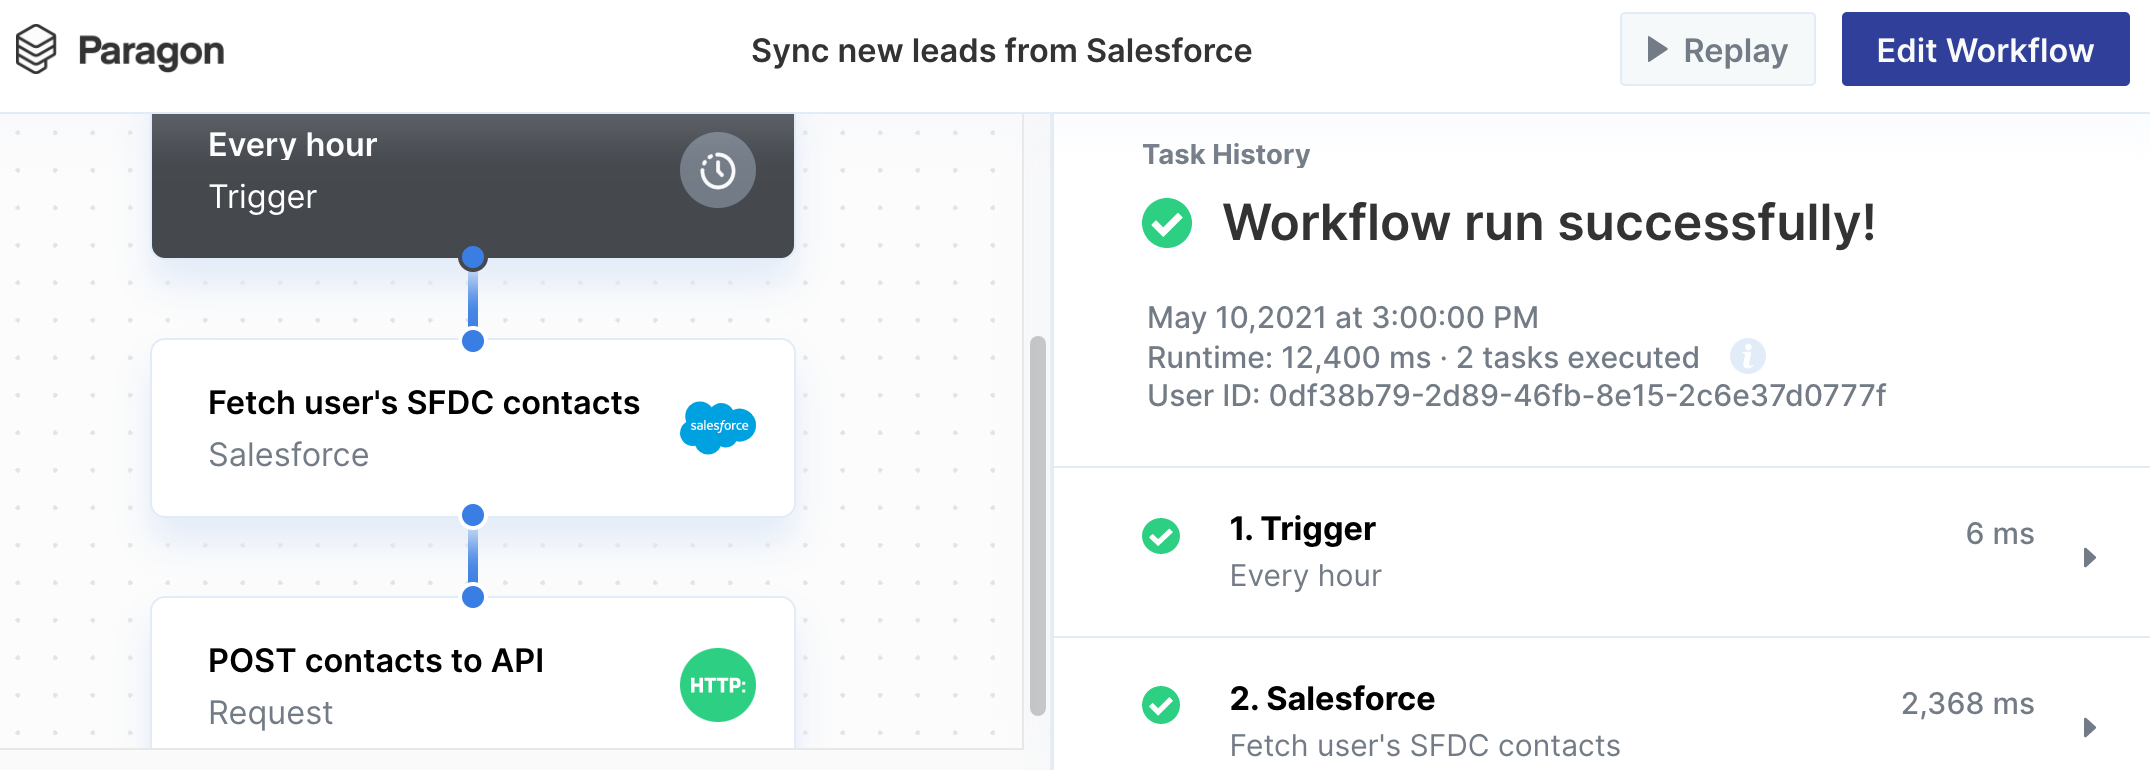 Paragon
Sync new leads from Salesforce
Replay
Edit Workflow
Every hour
Trigger
Fetch user's SFDC contacts
Salesforce
salesforce
POST contacts to API
Request
HTTP:
Task History
Workflow run successfully!
May 10,2021 at 3:00:00 PM
Runtime: 12,400 ms · 2 tasks executed
User ID: 0df38b79-2d89-46fb-8e15-2c6e37d0777f
1. Trigger
6 ms
Every hour
2. Salesforce
2,368 ms
Fetch user's SFDC contacts